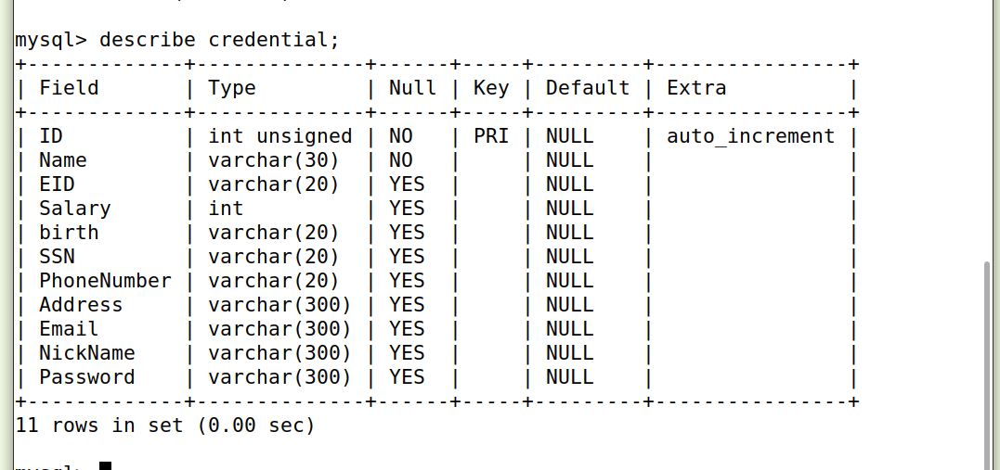 mysql> describe credential;
+-------------+--------------+------+-----+---------+----------------+
| Field       | Type         | Null | Key | Default | Extra          |
+-------------+--------------+------+-----+---------+----------------+
| ID          | int unsigned | NO   | PRI | NULL    | auto_increment |
| Name        | varchar(30)  | NO   |     | NULL    |                |
| EID         | varchar(20)  | YES  |     | NULL    |                |
| Salary      | int          | YES  |     | NULL    |                |
| birth       | varchar(20)  | YES  |     | NULL    |                |
| SSN         | varchar(20)  | YES  |     | NULL    |                |
| PhoneNumber | varchar(20)  | YES  |     | NULL    |                |
| Address     | varchar(300) | YES  |     | NULL    |                |
| Email       | varchar(300) | YES  |     | NULL    |                |
| NickName    | varchar(300) | YES  |     | NULL    |                |
| Password    | varchar(300) | YES  |     | NULL    |                |
+-------------+--------------+------+-----+---------+----------------+
11 rows in set (0.00 sec)
mysql>